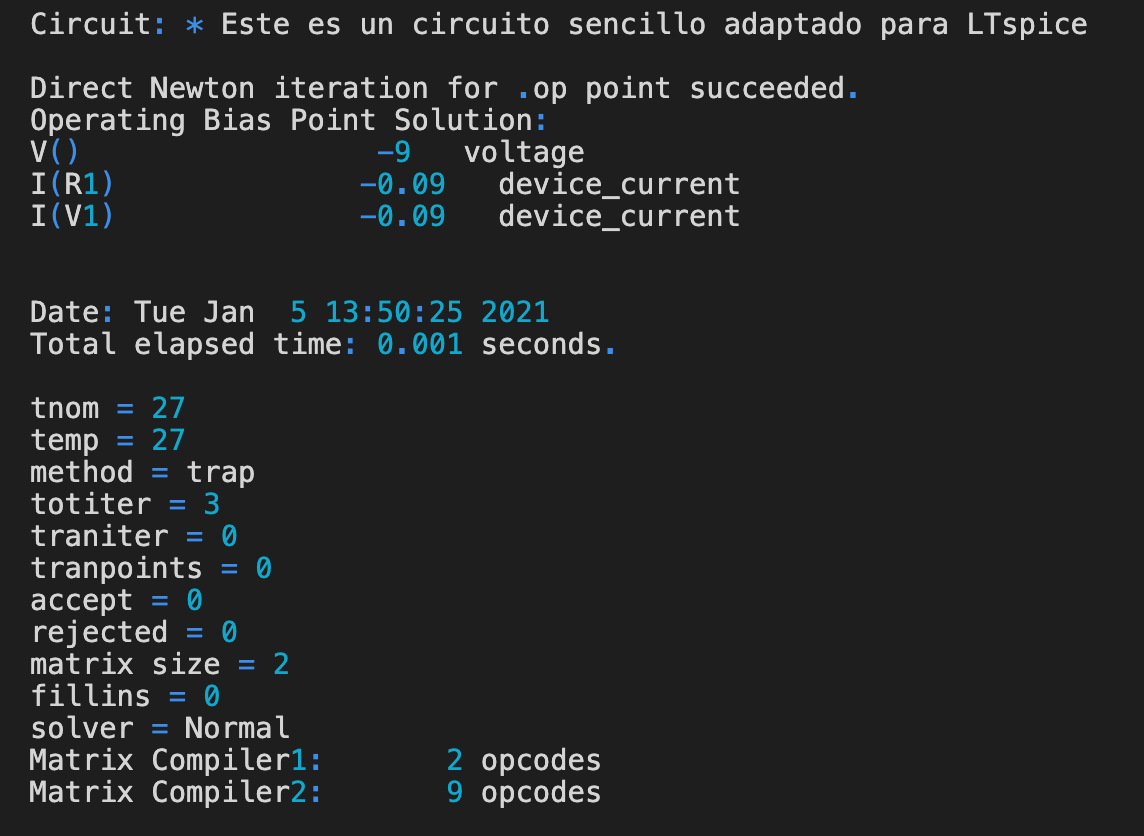 Circuit: * Este es un circuito sencillo adaptado para LTspice
Direct Newton iteration for .op point succeeded.
Operating Bias Point Solution:
V() -9 voltage
I(R1) -0.09 device_current
I(V1) -0.09 device_current
Date: Tue Jan  5 13:50:25 2021
Total elapsed time: 0.001 seconds.
tnom = 27
temp = 27
method = trap
totiter = 3
traniter = 0
tranpoints = 0
accept = 0
rejected = 0
matrix size = 2
fillins = 0
solver = Normal
Matrix Compiler1: 2 opcodes
Matrix Compiler2: 9 opcodes